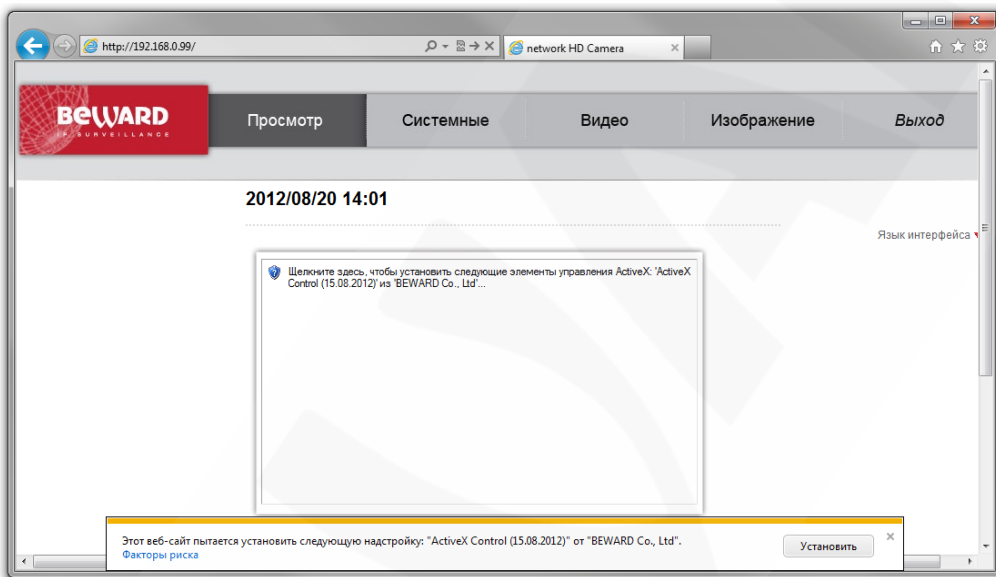 http://192.168.0.99/
network HD Camera
BEWARD
IP SURVEILLANCE
Просмотр
Системные
Видео
Изображение
Выход
2012/08/20 14:01
Язык интерфейса
Щелкните здесь, чтобы установить следующие элементы управления ActiveX: 'ActiveX
Control (15.08.2012)' из 'BEWARD Co., Ltd'...
Этот веб-сайт пытается установить следующую надстройку: "ActiveX Control (15.08.2012)" от "BEWARD Co., Ltd".
Факторы риска
Установить